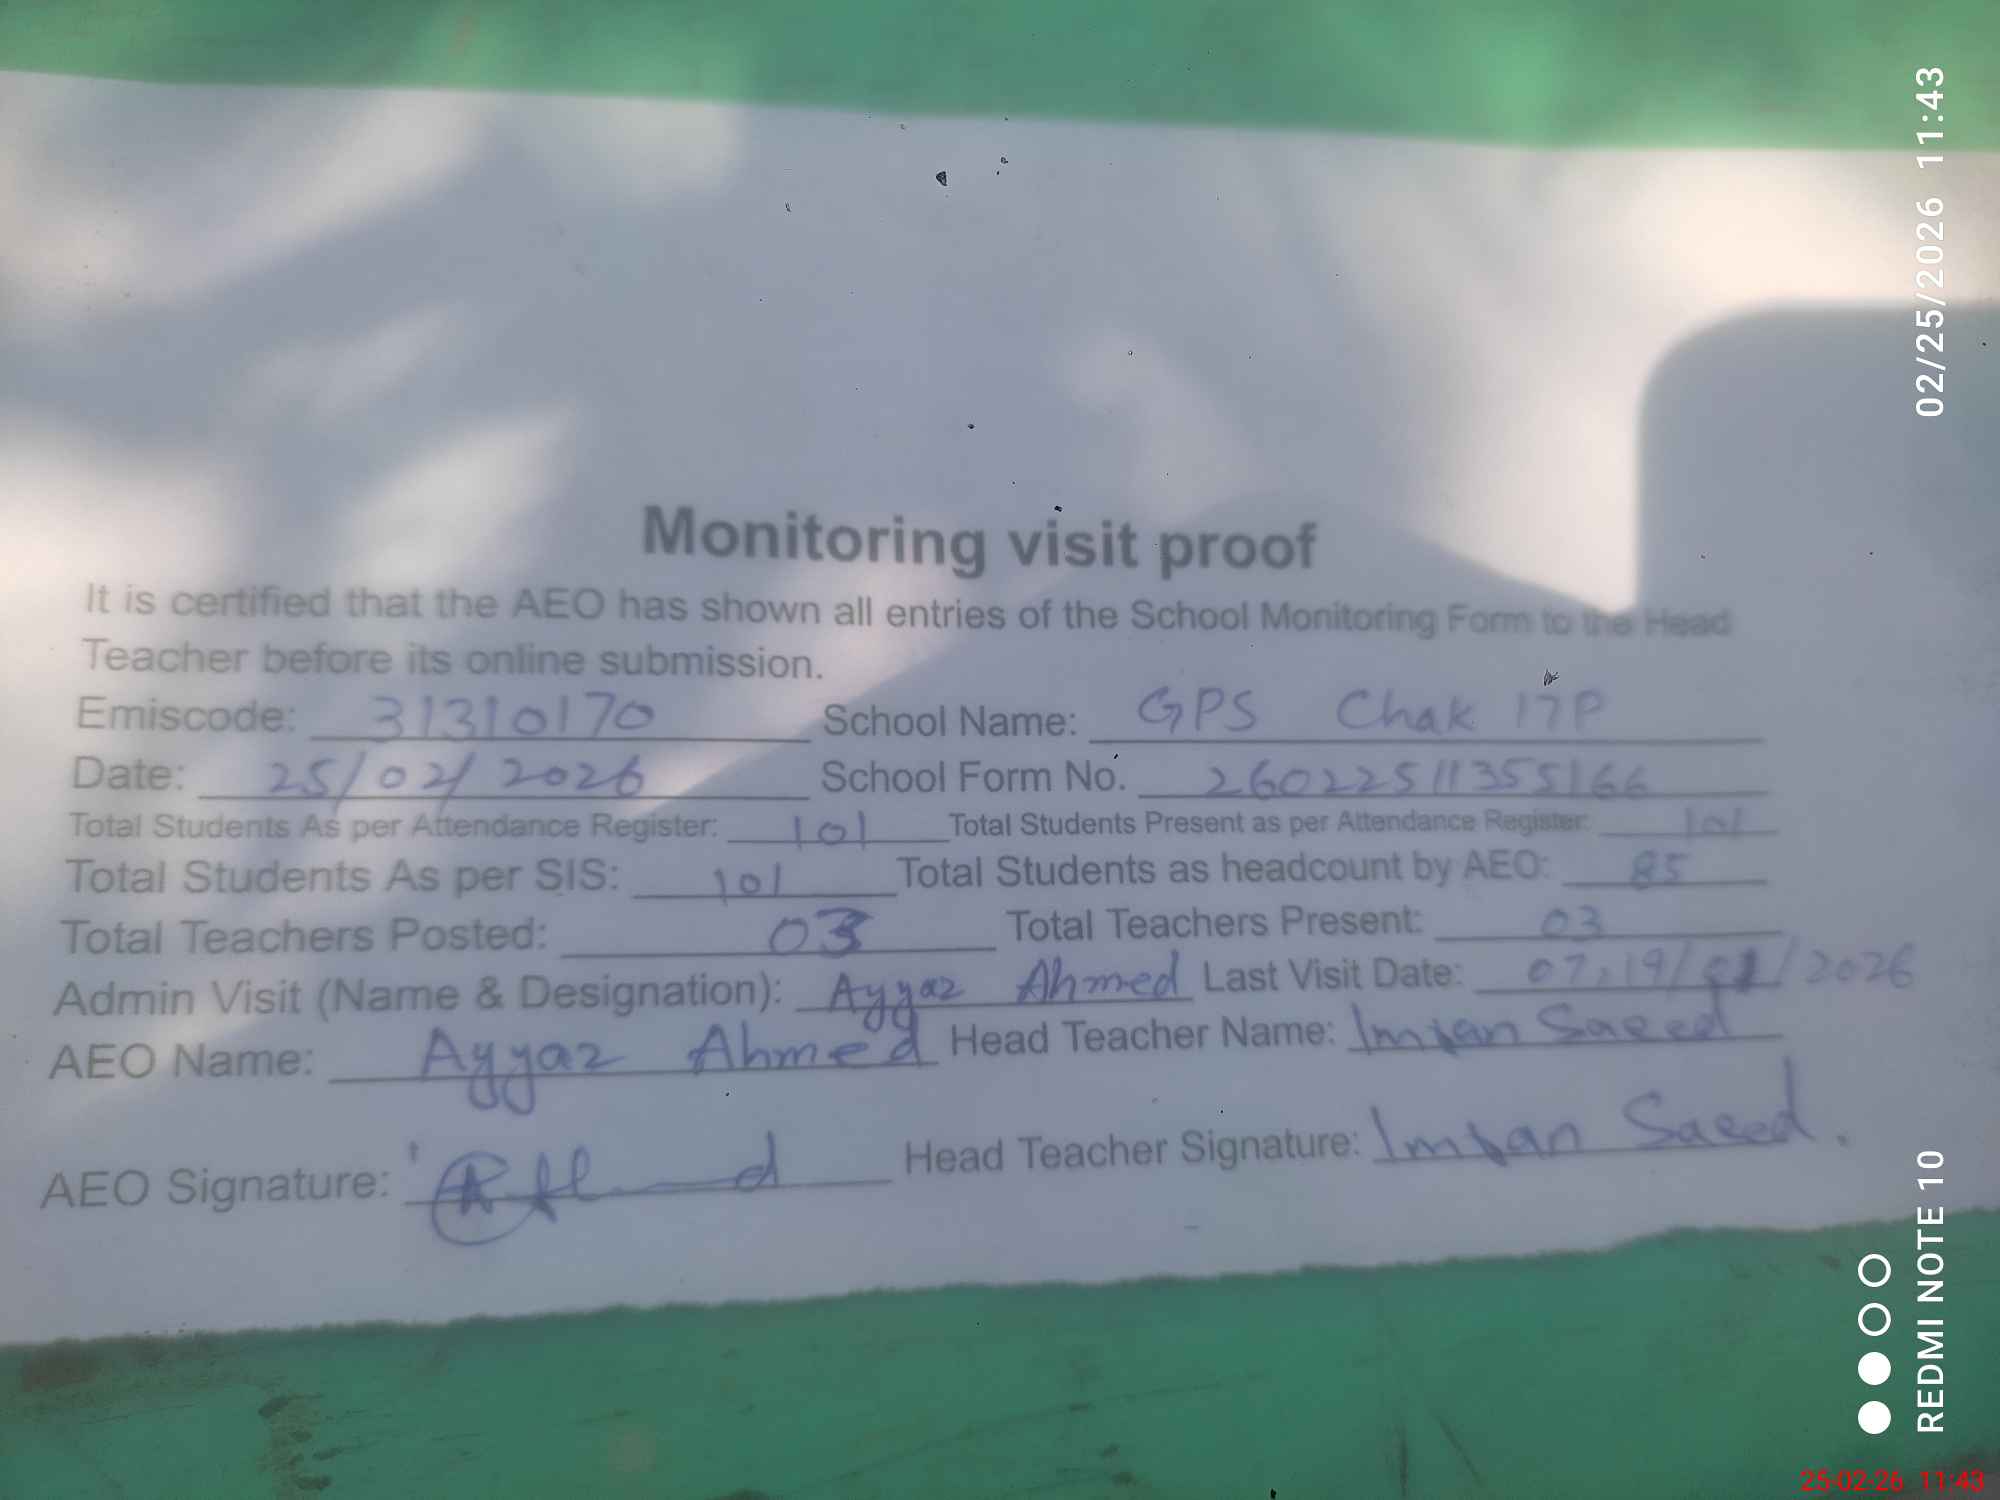 Monitoring visit proof
It is certified that the AEO has shown all entries of the School Monitoring Form to the Head
Teacher before its online submission.
Emiscode: 31310170 School Name: GPS Chak 17P
Date: 25/02/2026 School Form No. 26022511355166
Total Students As per Attendance Register: 101 Total Students Present as per Attendance Register: 101
Total Students As per SIS: 101 Total Students as headcount by AEO: 85
Total Teachers Posted: 03 Total Teachers Present: 03
Admin Visit (Name & Designation): Ayyaz Ahmed Last Visit Date: 07,19/01/2026
AEO Name: Ayyaz Ahmed Head Teacher Name: Imran Saeed
AEO Signature: Head Teacher Signature: Imran Saeed.
02/25/2026 11:43
REDMI NOTE 10
25-02-26 11:43